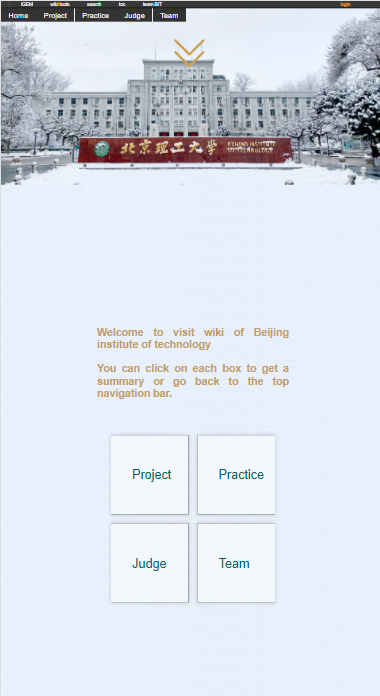 iGEM wiki tools search loc team BIT login
Home Project Practice Judge Team
北京理工大学 BEIJING INSTITUTE
OF TECHNOLOGY
Welcome to visit wiki of Beijing
institute of technology
You can click on each box to get a
summary or go back to the top
navigation bar.
Project Practice
Judge Team